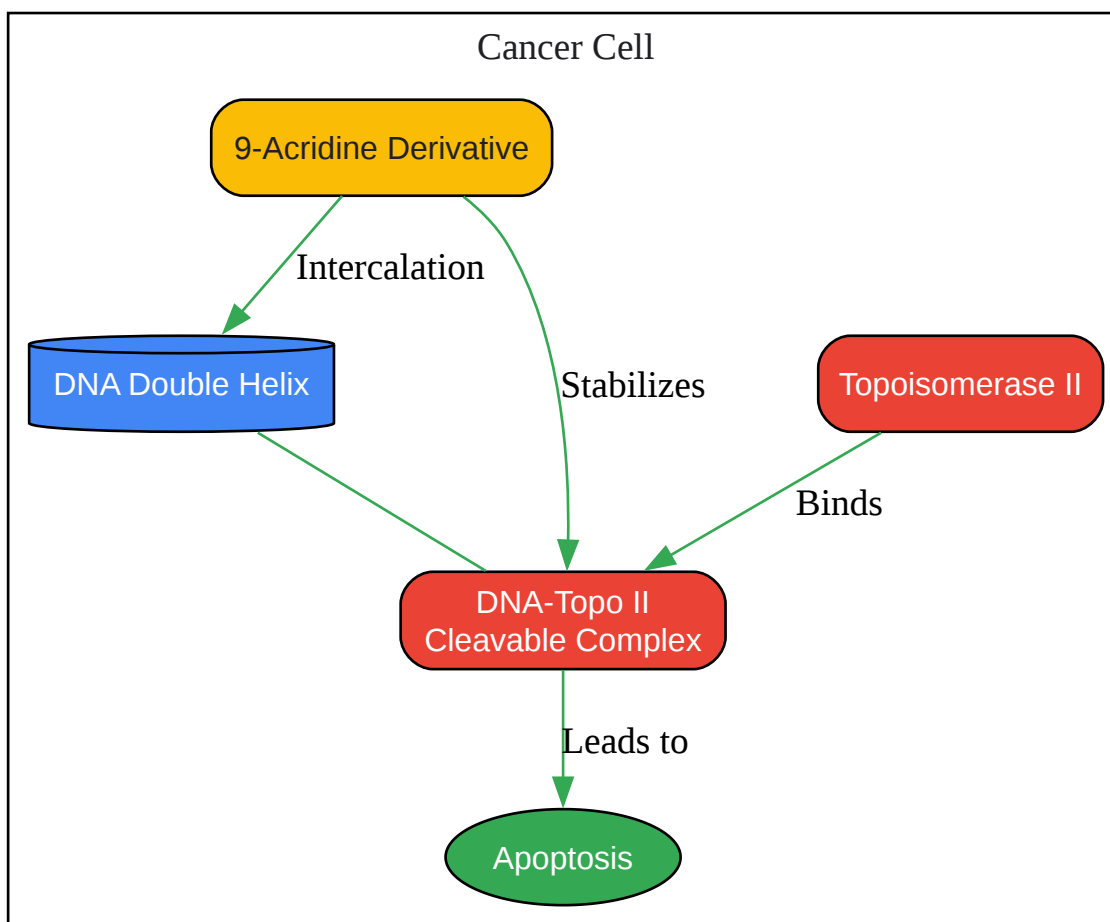 Cancer Cell
9-Acridine Derivative
Intercalation
DNA Double Helix
Stabilizes
Topoisomerase II
Binds
DNA-Topo II
Cleavable Complex
Leads to
Apoptosis